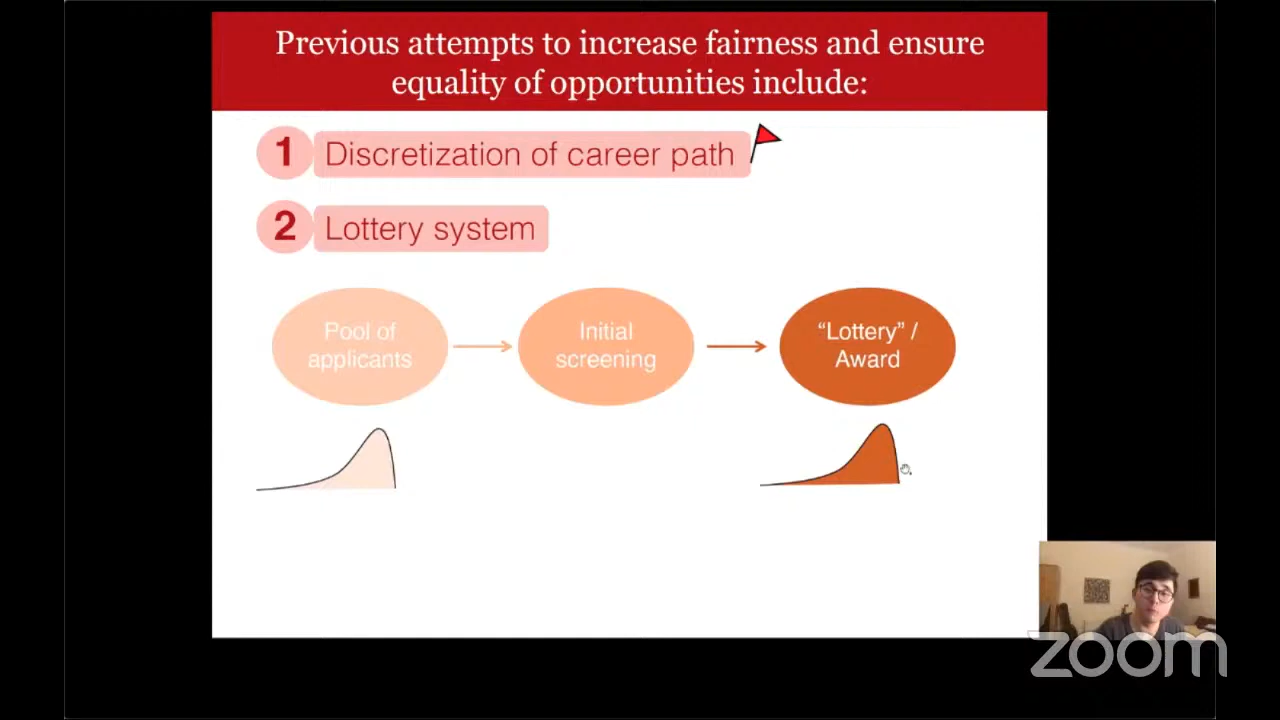 Previous attempts to increase fairness and ensure
equality of opportunities include:
1 Discretization of career path
2 Lottery system
Pool of
applicants
Initial
screening
“Lottery” /
Award
zoom